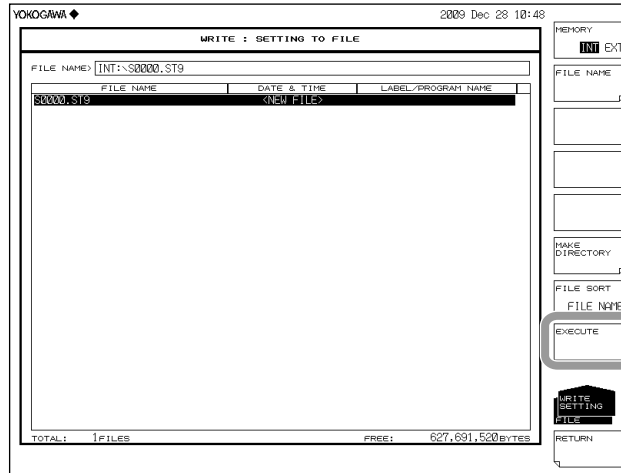 YOKOGAWA ◆ 2009 Dec 28 10:48
WRITE : SETTING TO FILE
FILE NAME> INT:\S0000.ST9
FILE NAME DATE & TIME LABEL/PROGRAM NAME
S0000.ST9 <NEW FILE>
TOTAL: 1FILES FREE: 627,691,520BYTES
MEMORY
INT EXT
FILE NAME
MAKE
DIRECTORY
FILE SORT
FILE NAME
EXECUTE
WRITE
SETTING
FILE
RETURN